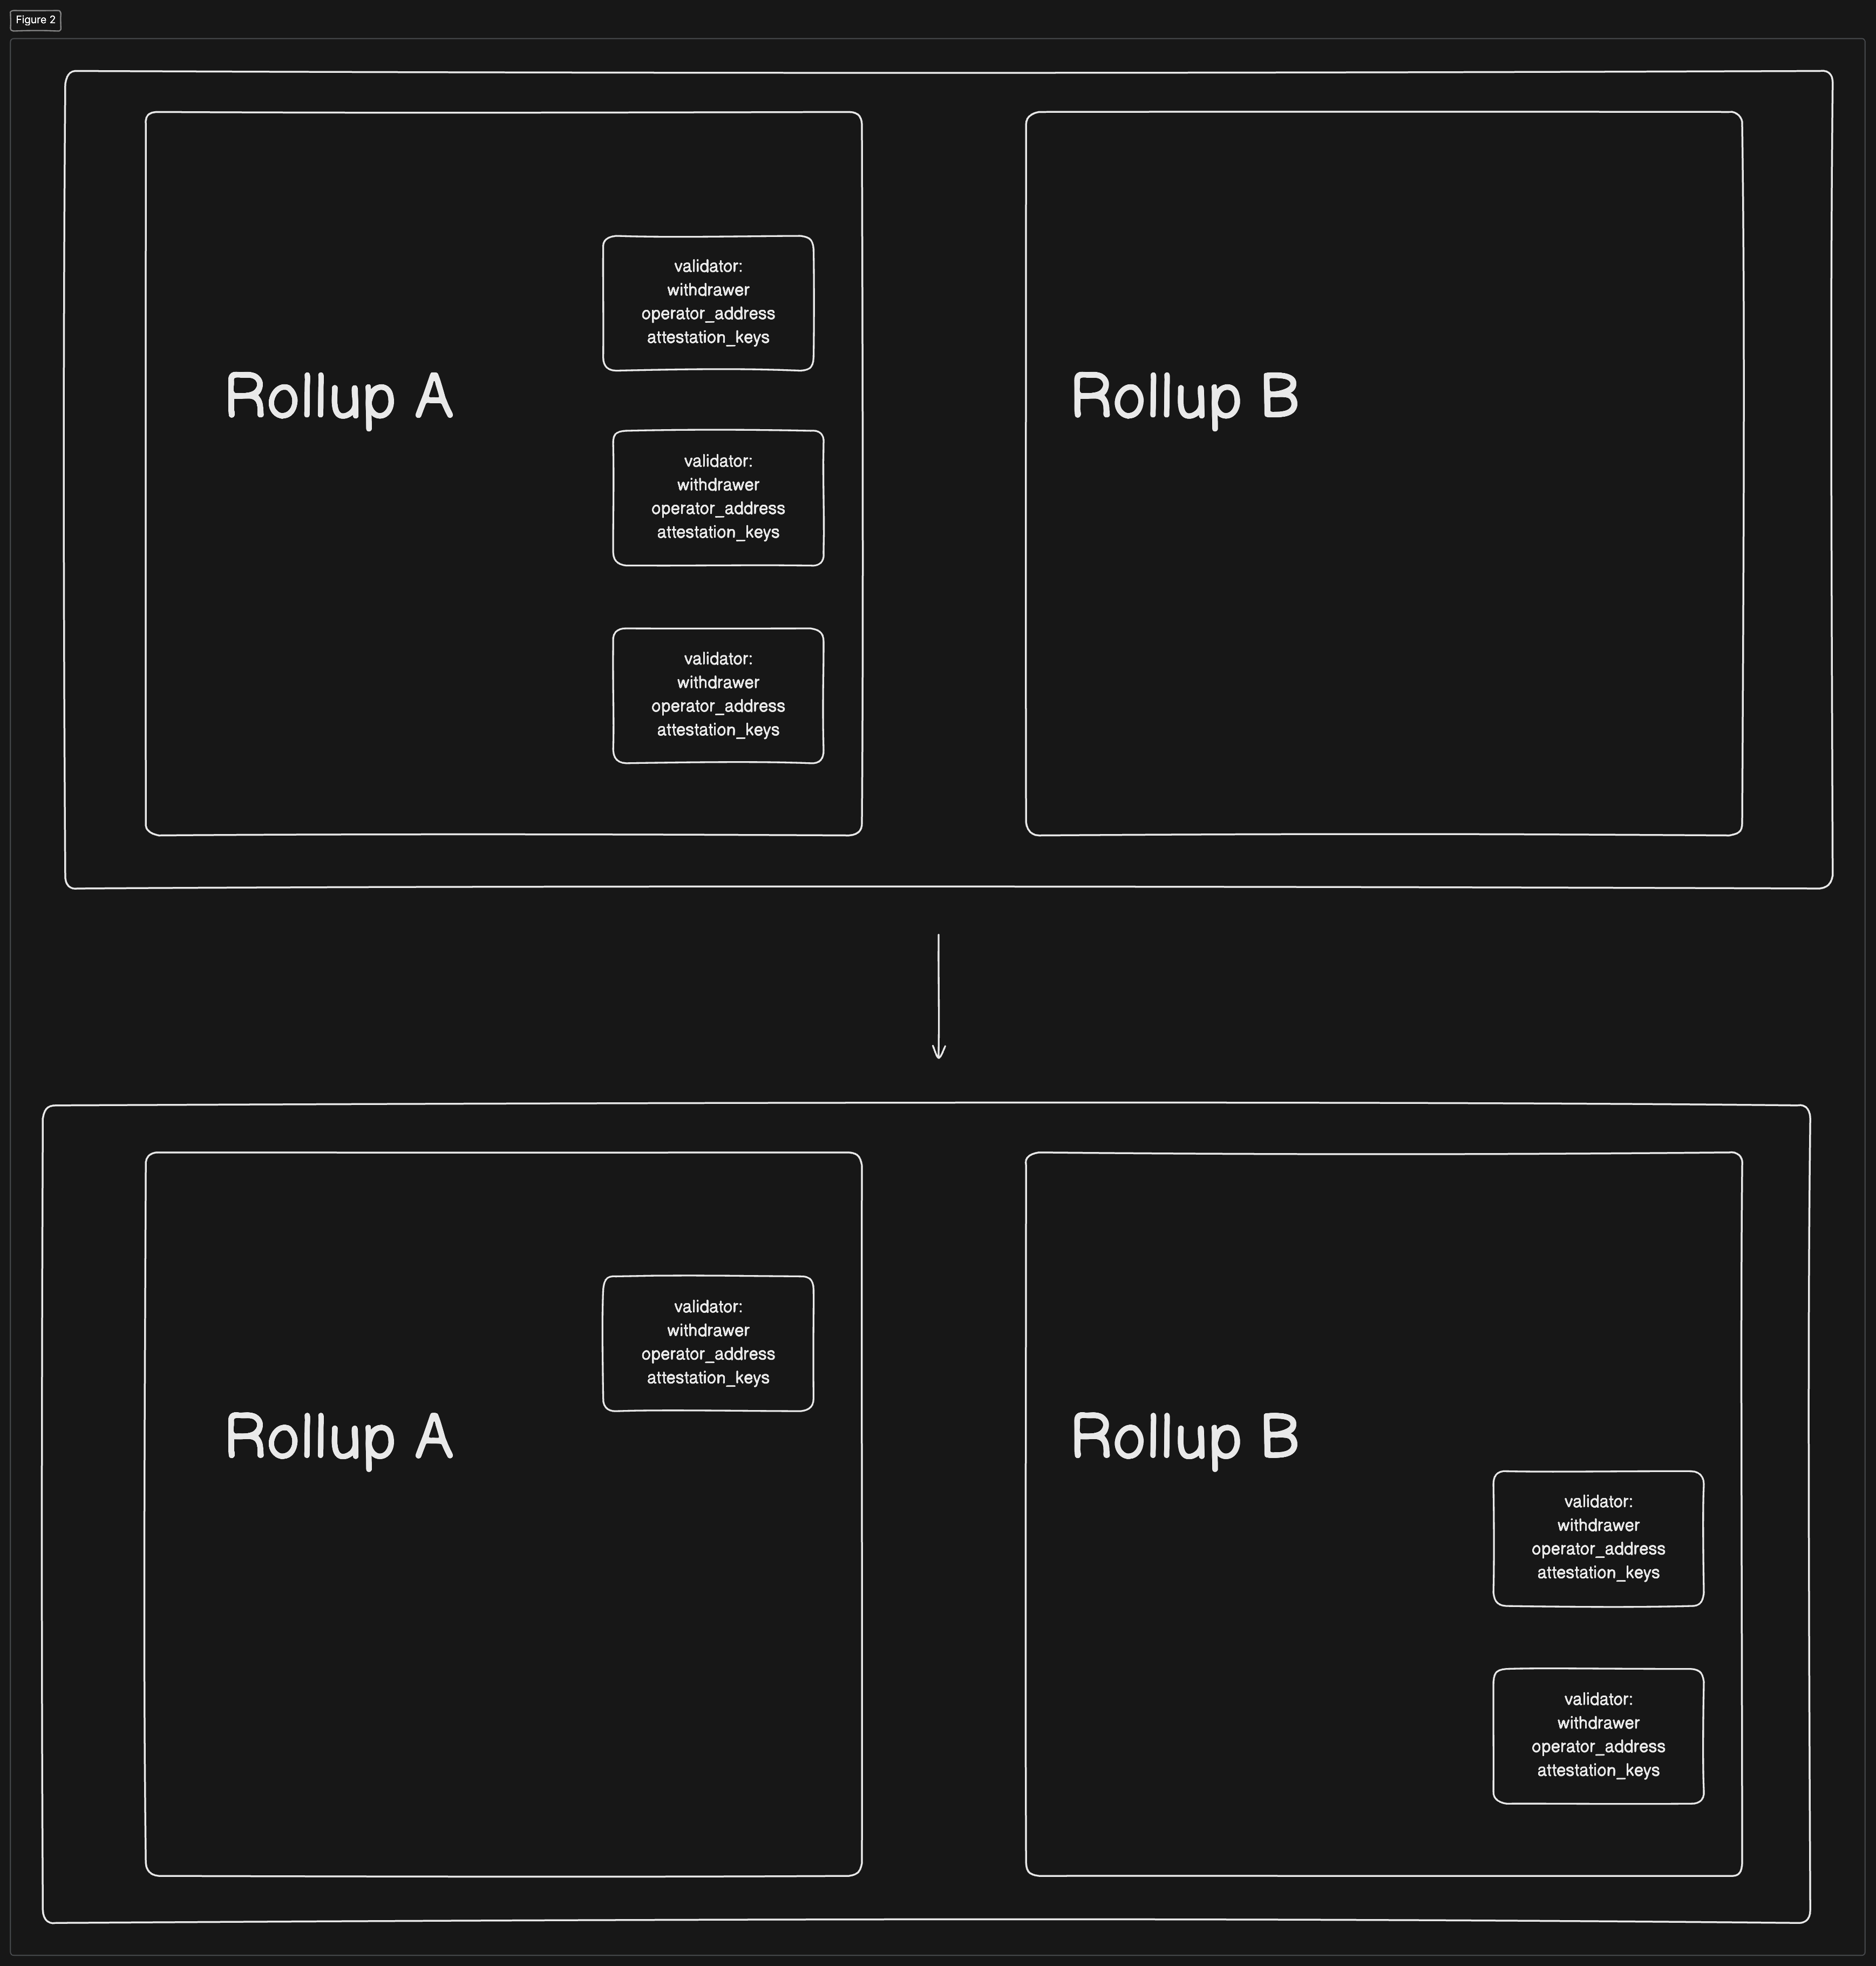 Figure 2
validator:
withdrawer
operator_address
attestation_keys
Rollup A
validator:
withdrawer
operator_address
attestation_keys
validator:
withdrawer
operator_address
attestation_keys
Rollup B
validator:
withdrawer
operator_address
attestation_keys
Rollup A
Rollup B
validator:
withdrawer
operator_address
attestation_keys
validator:
withdrawer
operator_address
attestation_keys